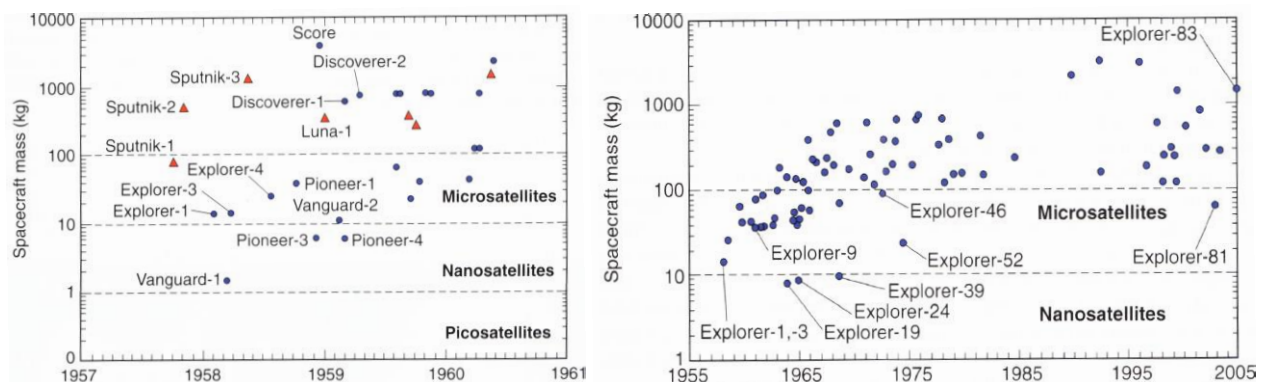 Spacecraft mass (kg)
10000
1000
100
10
1
0
Score
Discoverer-2
Sputnik-3
Sputnik-2
Discoverer-1
Luna-1
Sputnik-1
Explorer-4
Explorer-3
Pioneer-1
Explorer-1
Vanguard-2
Microsatellites
Pioneer-3
Pioneer-4
Vanguard-1
Nanosatellites
Picosatellites
1957
1958
1959
1960
1961
Spacecraft mass (kg)
10000
1000
100
10
1
Explorer-83
Microsatellites
Explorer-46
Explorer-9
Explorer-52
Explorer-81
Explorer-39
Explorer-24
Nanosatellites
Explorer-1,-3
Explorer-19
1955
1965
1975
1985
1995
2005